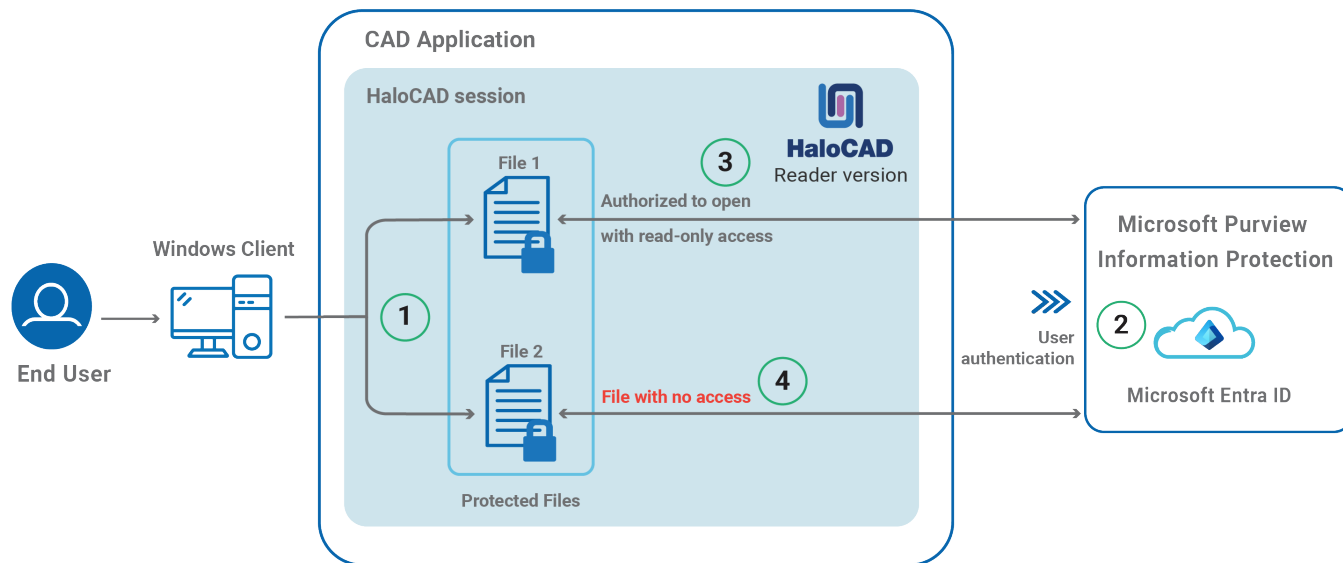 CAD Application
HaloCAD session
HaloCAD
Reader version
File 1
3
Authorized to open
with read-only access
Windows Client
End User
1
File 2
File with no access
4
Protected Files
Microsoft Purview
Information Protection
User
authentication
2
Microsoft Entra ID